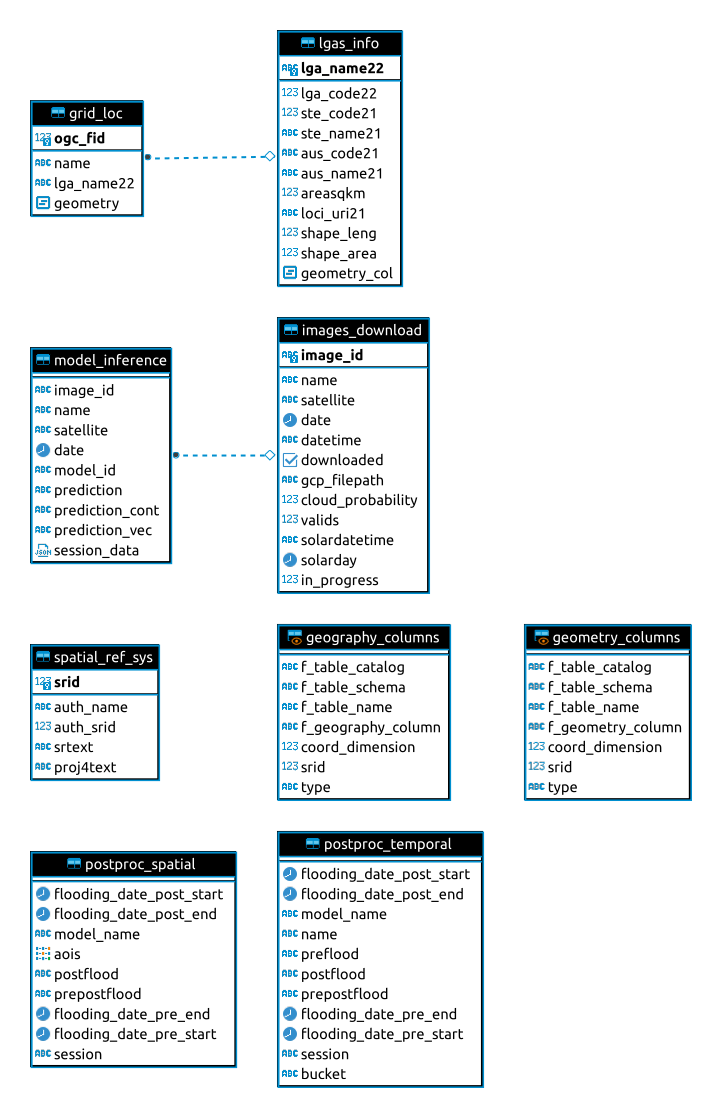 lgas_info
lga_name22
lga_code22
ste_code21
ste_name21
aus_code21
aus_name21
areasqkm
loci_uri21
shape_leng
shape_area
geometry_col
grid_loc
ogc_fid
name
lga_name22
geometry
model_inference
image_id
name
satellite
date
model_id
prediction
prediction_cont
prediction_vec
session_data
images_download
image_id
name
satellite
date
datetime
downloaded
gcp_filepath
cloud_probability
valids
solardatetime
solarday
in_progress
spatial_ref_sys
srid
auth_name
auth_srid
srtext
proj4text
geography_columns
f_table_catalog
f_table_schema
f_table_name
f_geography_column
coord_dimension
srid
type
geometry_columns
f_table_catalog
f_table_schema
f_table_name
f_geometry_column
coord_dimension
srid
type
postproc_spatial
flooding_date_post_start
flooding_date_post_end
model_name
aois
postflood
prepostflood
flooding_date_pre_end
flooding_date_pre_start
session
postproc_temporal
flooding_date_post_start
flooding_date_post_end
model_name
name
preflood
postflood
prepostflood
flooding_date_pre_end
flooding_date_pre_start
session
bucket